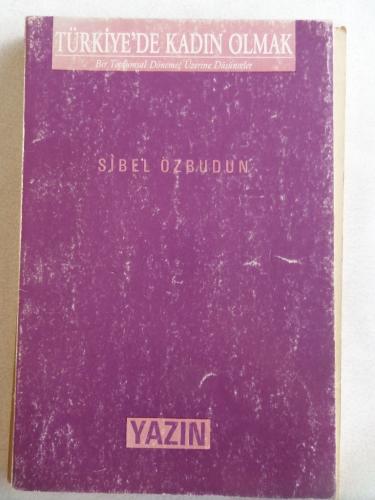 TÜRKİYE'DE KADIN OLMAK
Bir Toplumsal Dönemeç Üzerine Düşünceler
SİBEL ÖZBUDUN
YAZIN